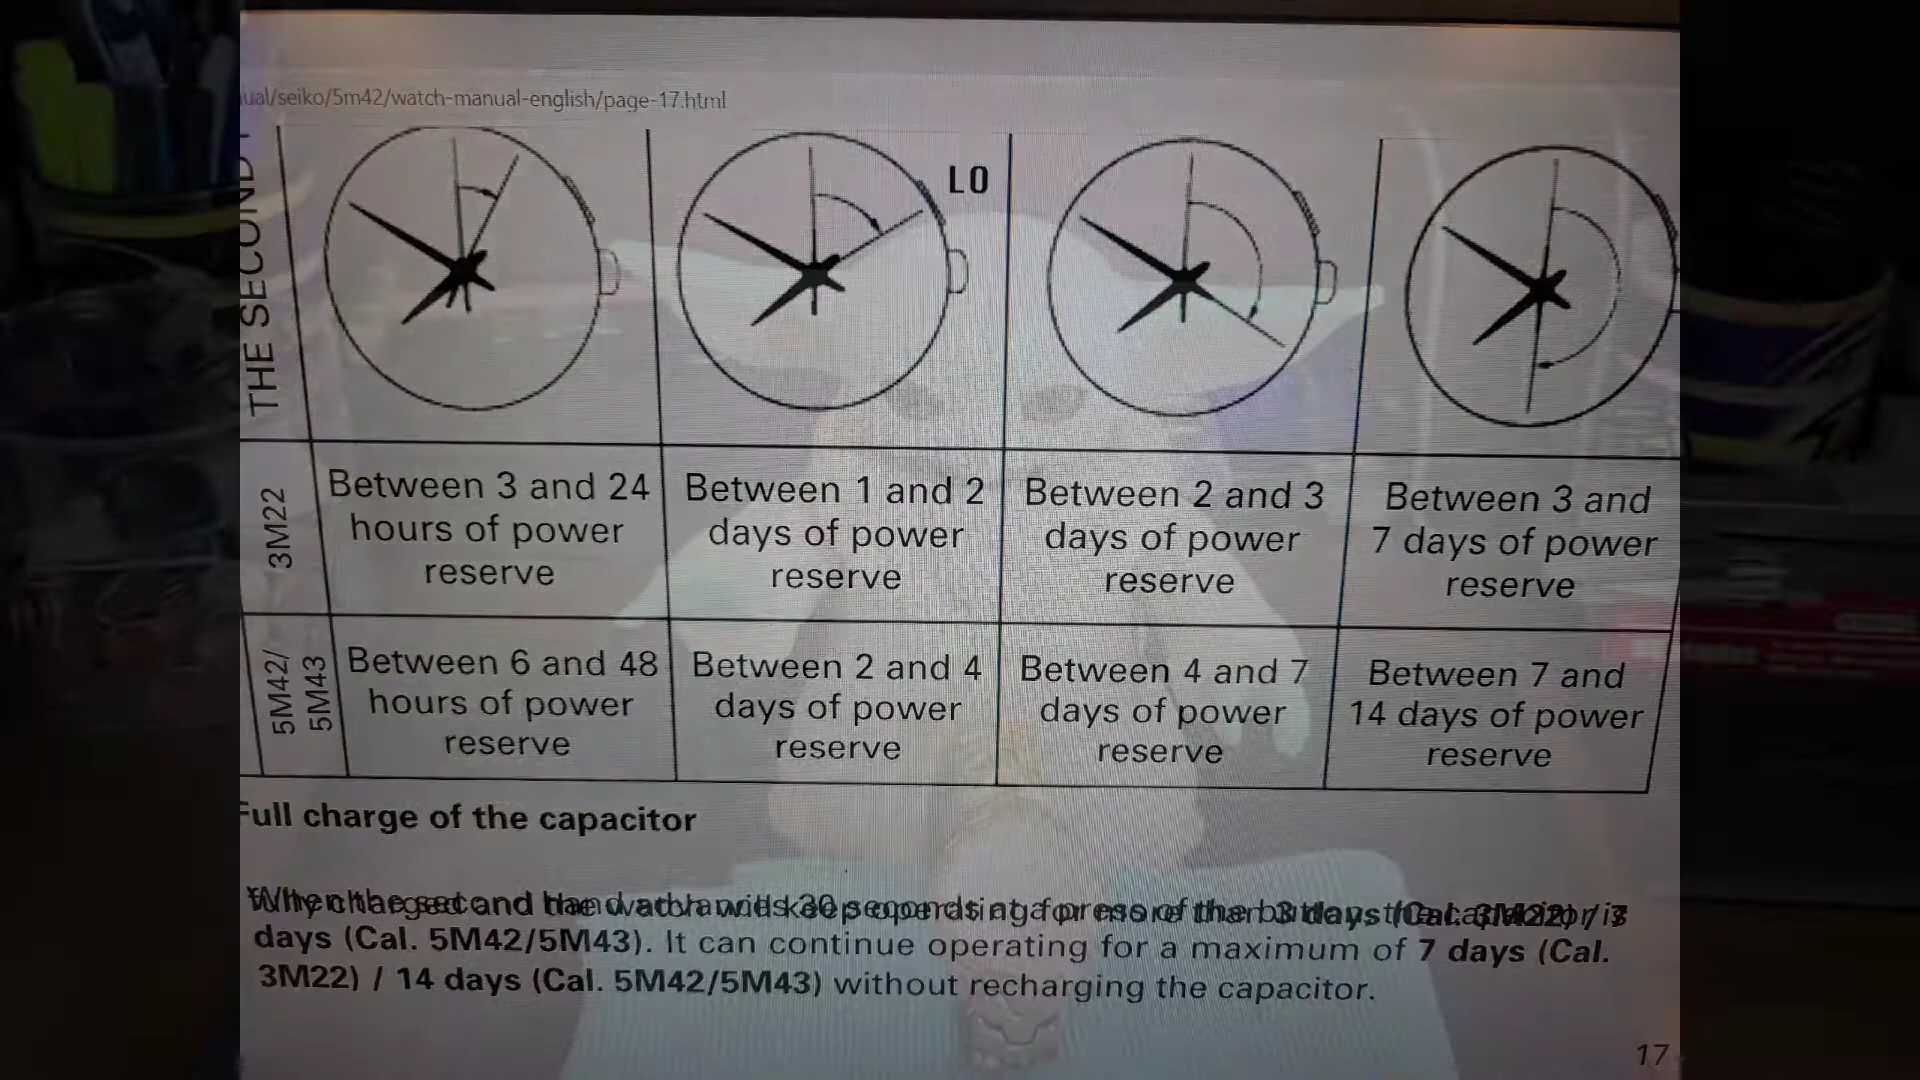 ual/seiko/5m42/watch-manual-english/page-17.html
THE SECOND
LO
3M22
Between 3 and 24
hours of power
reserve
Between 1 and 2
days of power
reserve
Between 2 and 3
days of power
reserve
Between 3 and
7 days of power
reserve
5M42/
5M43
Between 6 and 48
hours of power
reserve
Between 2 and 4
days of power
reserve
Between 4 and 7
days of power
reserve
Between 7 and
14 days of power
reserve
Full charge of the capacitor
days (Cal. 5M42/5M43). It can continue operating for a maximum of 7 days (Cal.
3M22) / 14 days (Cal. 5M42/5M43) without recharging the capacitor.
17